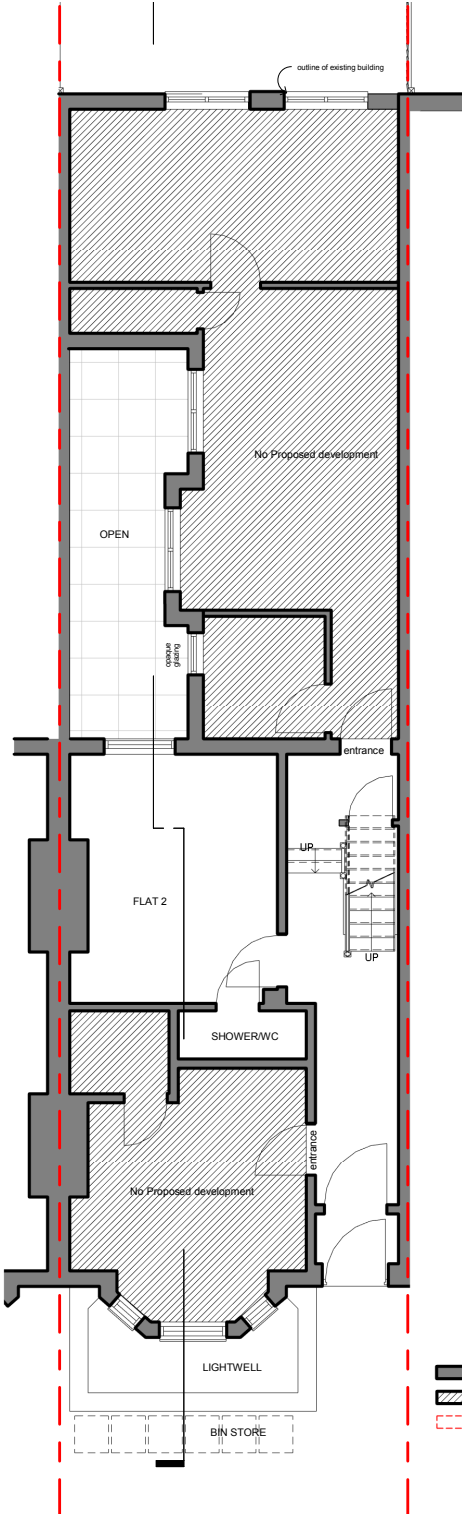 outline of existing building
No Proposed development
OPEN
opaque
glazing
entrance
UP
FLAT 2
UP
SHOWER/WC
entrance
No Proposed development
LIGHTWELL
BIN STORE